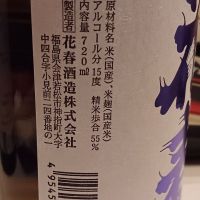 原材料名 米(国産)、米麹(国産米)
アルコール分 15度 精米歩合 55%
内容量 720ml
製造者 花春酒造株式会社
福島県会津若松市神指町大字
中四合字小見前二四番地の一
4 9545